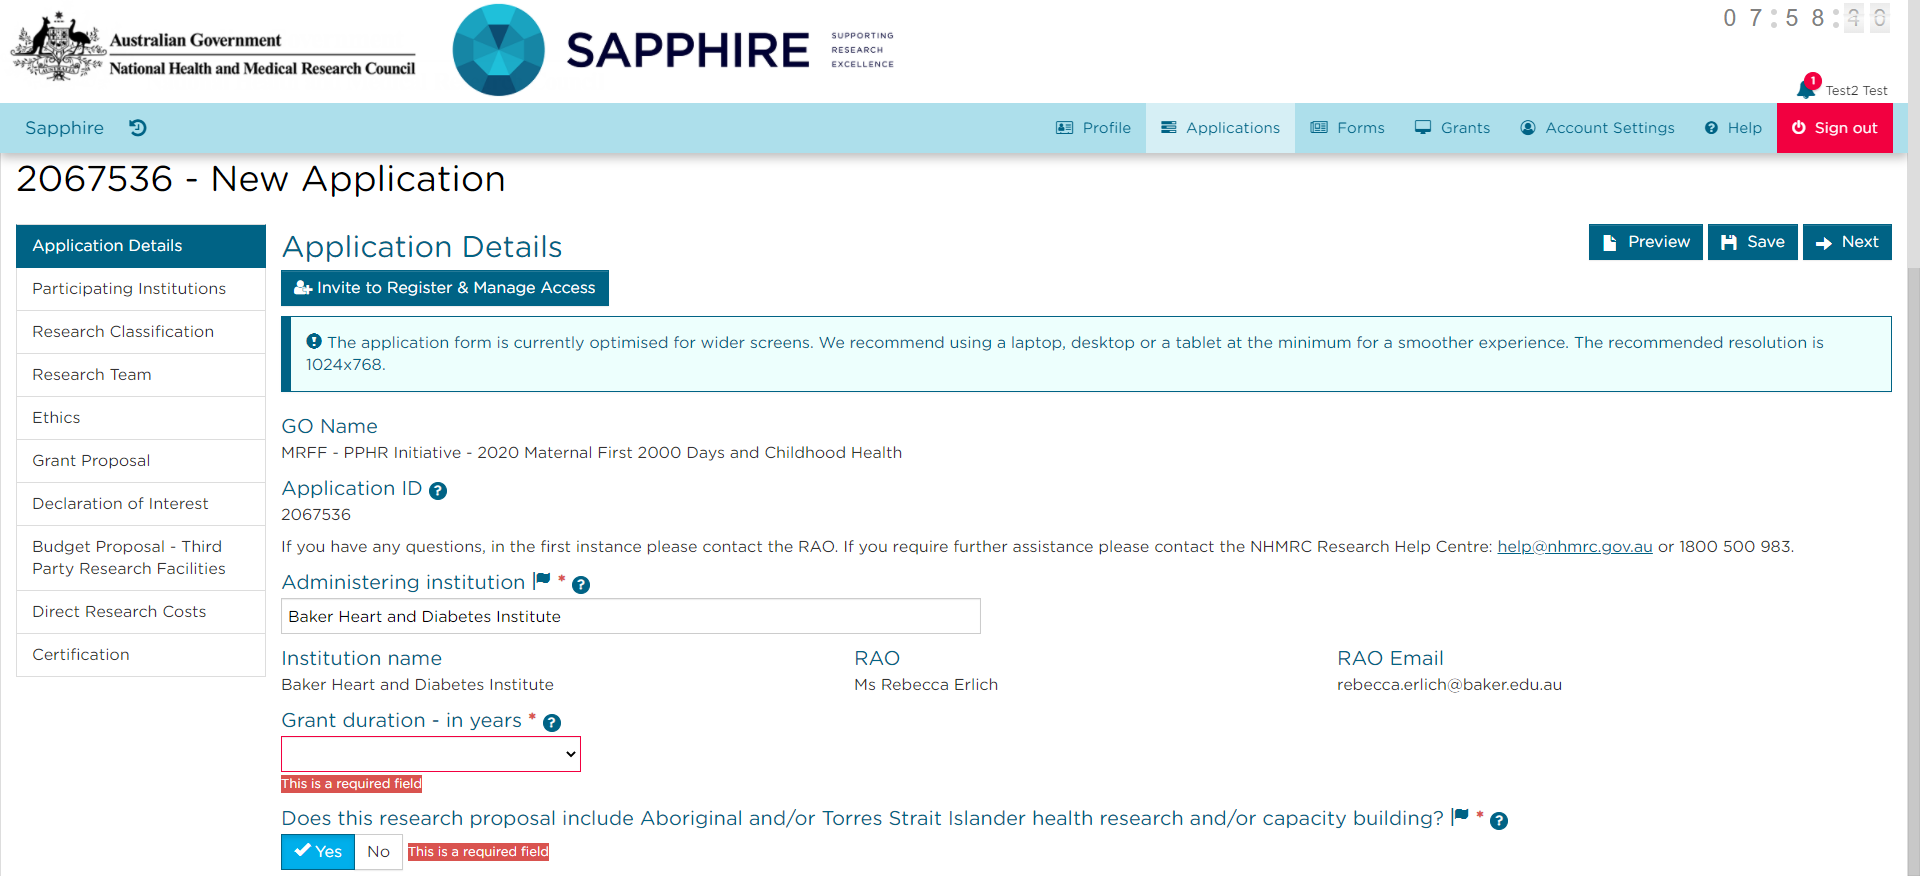 Australian Government
National Health and Medical Research Council
SAPPHIRE
SUPPORTING
RESEARCH
EXCELLENCE
07:58:
1
Test2 Test
Sapphire
Profile
Applications
Forms
Grants
Account Settings
Help
Sign out
2067536 - New Application
Application Details
Participating Institutions
Research Classification
Research Team
Ethics
Grant Proposal
Declaration of Interest
Budget Proposal - Third
Party Research Facilities
Direct Research Costs
Certification
Application Details
Preview
Save
Next
Invite to Register & Manage Access
The application form is currently optimised for wider screens. We recommend using a laptop, desktop or a tablet at the minimum for a smoother experience. The recommended resolution is
1024x768.
GO Name
MRFF - PPHR Initiative - 2020 Maternal First 2000 Days and Childhood Health
Application ID ?
2067536
If you have any questions, in the first instance please contact the RAO. If you require further assistance please contact the NHMRC Research Help Centre: help@nhmrc.gov.au or 1800 500 983.
Administering institution * ?
Baker Heart and Diabetes Institute
Institution name
Baker Heart and Diabetes Institute
RAO
Ms Rebecca Erlich
RAO Email
rebecca.erlich@baker.edu.au
Grant duration - in years * ?
This is a required field
Does this research proposal include Aboriginal and/or Torres Strait Islander health research and/or capacity building? * ?
Yes
No
This is a required field